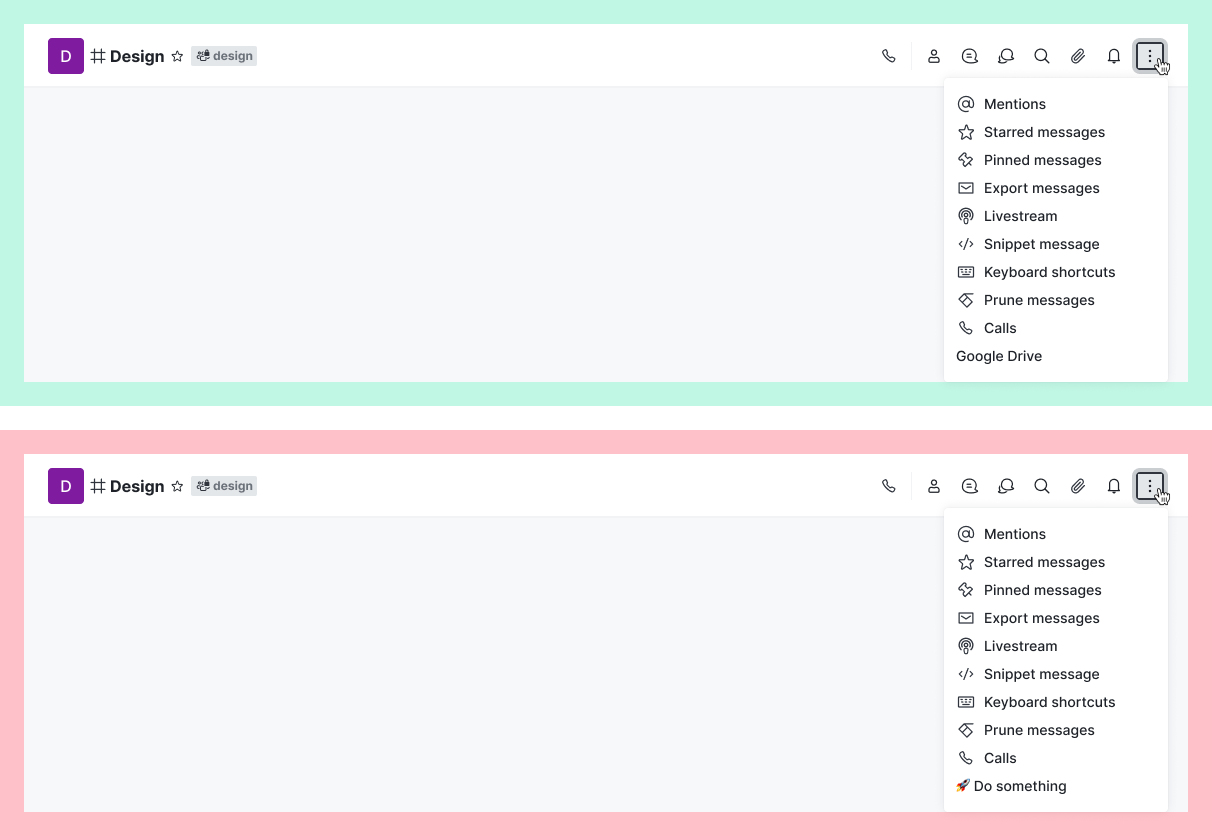 D Design design
Mentions
Starred messages
Pinned messages
Export messages
Livestream
Snippet message
Keyboard shortcuts
Prune messages
Calls
Google Drive
D Design design
Mentions
Starred messages
Pinned messages
Export messages
Livestream
Snippet message
Keyboard shortcuts
Prune messages
Calls
🚀 Do something